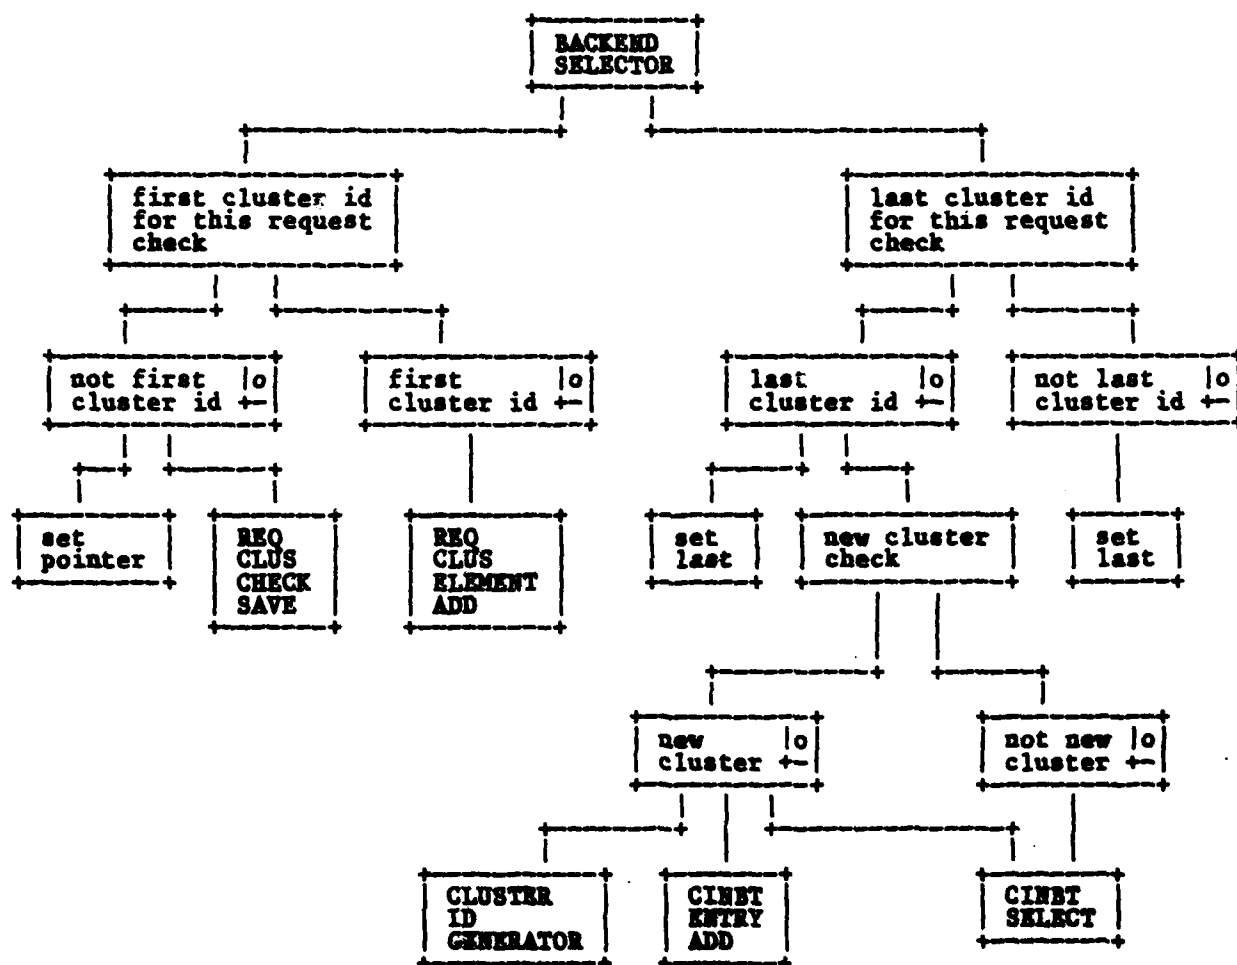 BACKEND
SELECTOR
first cluster id
for this request
check
last cluster id
for this request
check
not first o
cluster id
first o
cluster id
last o
cluster id
not last o
cluster id
set
pointer
REQ
CLUS
CHECK
SAVE
REQ
CLUS
ELEMENT
ADD
set
last
new cluster
check
set
last
new o
cluster
not new o
cluster
CLUSTER
ID
GENERATOR
CINBT
ENTRY
ADD
CINBT
SELECT